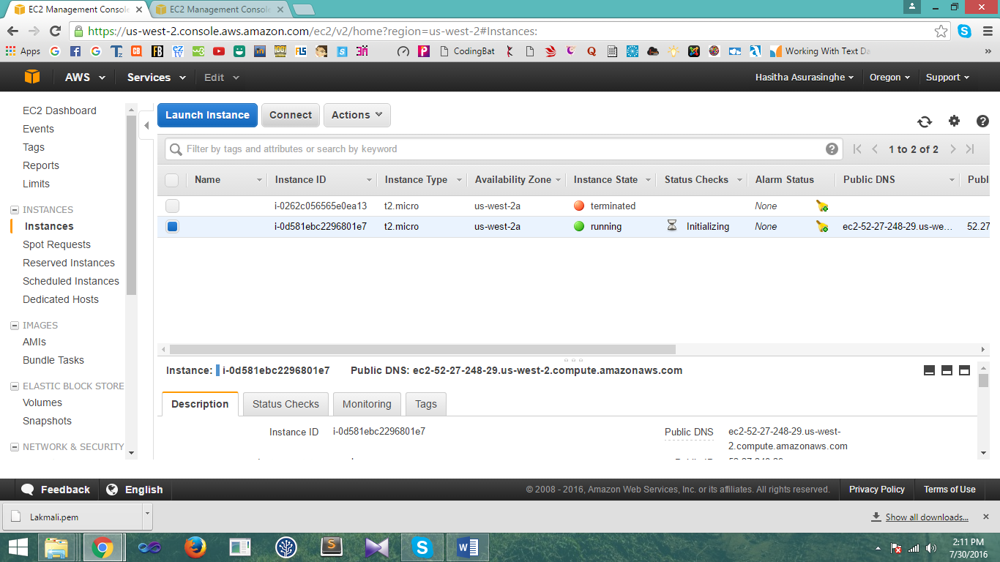 EC2 Management Console
EC2 Management Console
https://us-west-2.console.aws.amazon.com/ec2/v2/home?region=us-west-2#Instances:
Apps
CodingBat
Working With Text Da
»
AWS Services Edit
Hasitha Asurasinghe Oregon Support
EC2 Dashboard
Events
Tags
Reports
Limits
INSTANCES
Instances
Spot Requests
Reserved Instances
Scheduled Instances
Dedicated Hosts
IMAGES
AMIs
Bundle Tasks
ELASTIC BLOCK STORE
Volumes
Snapshots
NETWORK & SECURITY
Launch Instance Connect Actions
Filter by tags and attributes or search by keyword
1 to 2 of 2
Name Instance ID Instance Type Availability Zone Instance State Status Checks Alarm Status Public DNS Publ
i-0262c056565e0ea13 t2.micro us-west-2a terminated None
i-0d581ebc2296801e7 t2.micro us-west-2a running Initializing None ec2-52-27-248-29.us-we... 52.27
Instance: i-0d581ebc2296801e7 Public DNS: ec2-52-27-248-29.us-west-2.compute.amazonaws.com
Description Status Checks Monitoring Tags
Instance ID i-0d581ebc2296801e7 Public DNS ec2-52-27-248-29.us-west-
2.compute.amazonaws.com
Feedback English
© 2008 - 2016, Amazon Web Services, Inc. or its affiliates. All rights reserved. Privacy Policy Terms of Use
Lakmali.pem
Show all downloads...
2:11 PM
7/30/2016